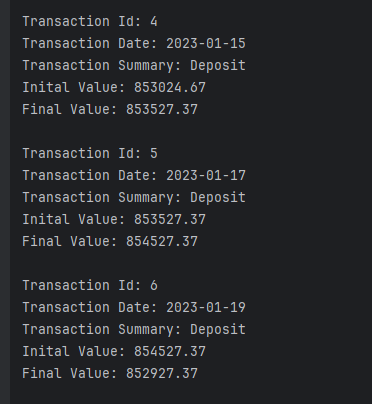 Transaction Id: 4
Transaction Date: 2023-01-15
Transaction Summary: Deposit
Inital Value: 853024.67
Final Value: 853527.37
Transaction Id: 5
Transaction Date: 2023-01-17
Transaction Summary: Deposit
Inital Value: 853527.37
Final Value: 854527.37
Transaction Id: 6
Transaction Date: 2023-01-19
Transaction Summary: Deposit
Inital Value: 854527.37
Final Value: 852927.37